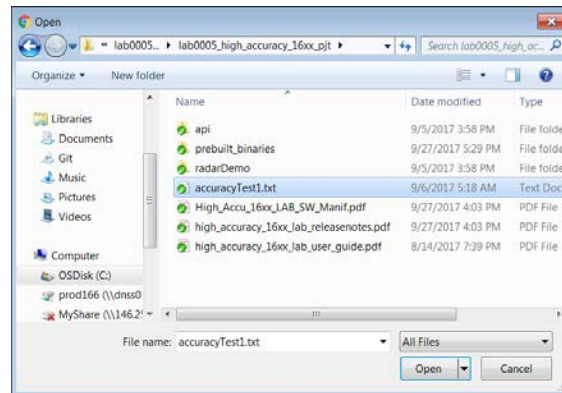 Open
« lab0005... ▸ lab0005_high_accuracy_16xx_pjt ▸ Search lab0005_high_ac...
Organize ▾ New folder
Name Date modified Type
Libraries
Documents
Git
Music
Pictures
Videos
Computer
OSDisk (C:)
prod166 (\\dnss0
MyShare (\\146.25
api 9/5/2017 3:58 PM File folde
prebuilt_binaries 9/27/2017 5:29 PM File folde
radarDemo 9/5/2017 3:58 PM File folde
accuracyTest1.txt 9/6/2017 5:18 AM Text Doc
High_Accu_16xx_LAB_SW_Manif.pdf 9/27/2017 4:03 PM PDF File
high_accuracy_16xx_lab_releasenotes.pdf 9/27/2017 4:03 PM PDF File
high_accuracy_16xx_lab_user_guide.pdf 8/14/2017 7:39 PM PDF File
File name: accuracyTest1.txt All Files
Open Cancel